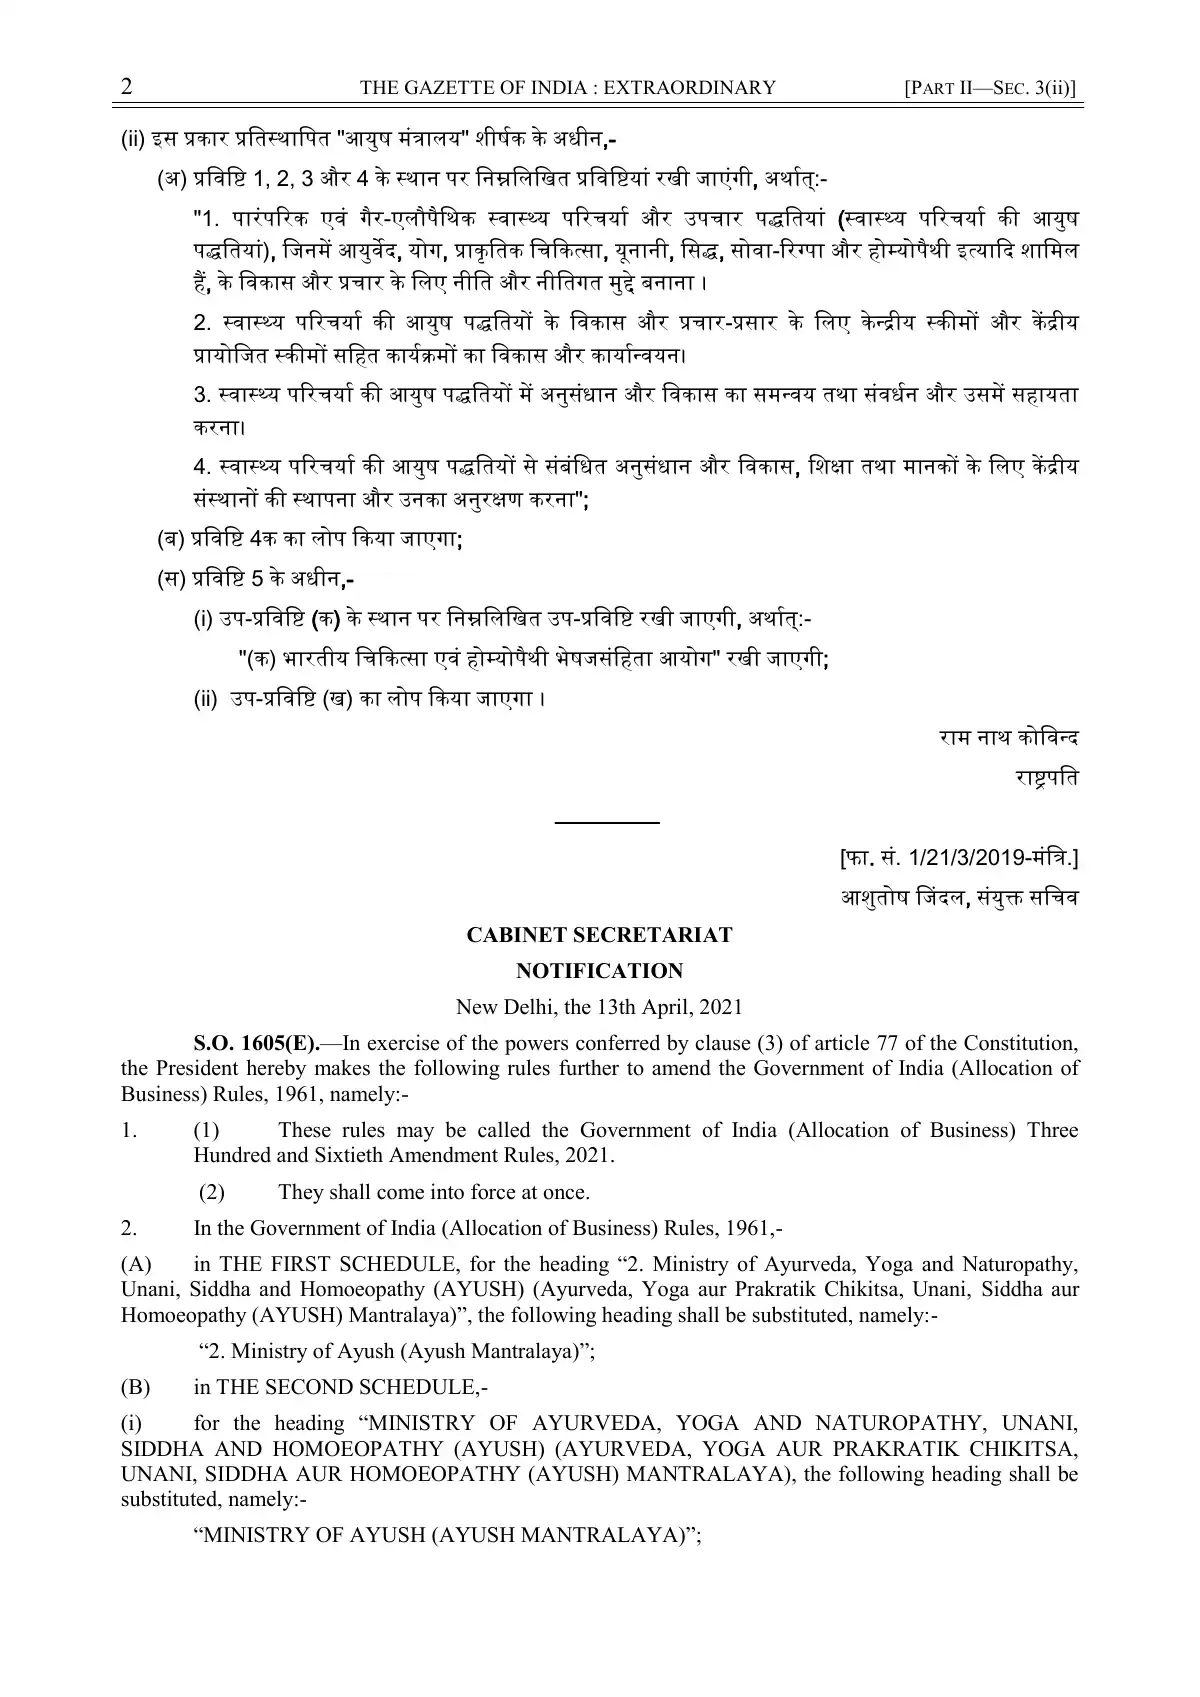 2 THE GAZETTE OF INDIA : EXTRAORDINARY [PART II—SEC. 3(ii)]
(ii) इस प्रकार प्रतिस्थापित "आयुष मंत्रालय" शीर्षक के अधीन,-
(अ) प्रविष्टि 1, 2, 3 और 4 के स्थान पर निम्नलिखित प्रविष्टियां रखी जाएंगी, अर्थात्:-
"1. पारंपरिक एवं गैर-एलौपैथिक स्वास्थ्य परिचर्या और उपचार पद्धतियां (स्वास्थ्य परिचर्या की आयुष
पद्धतियां), जिनमें आयुर्वेद, योग, प्राकृतिक चिकित्सा, यूनानी, सिद्ध, सोवा-रिग्पा और होम्योपैथी इत्यादि शामिल
हैं, के विकास और प्रचार के लिए नीति और नीतिगत मुद्दे बनाना ।
2. स्वास्थ्य परिचर्या की आयुष पद्धतियों के विकास और प्रचार-प्रसार के लिए केन्द्रीय स्कीमों और केंद्रीय
प्रायोजित स्कीमों सहित कार्यक्रमों का विकास और कार्यान्वयन।
3. स्वास्थ्य परिचर्या की आयुष पद्धतियों में अनुसंधान और विकास का समन्वय तथा संवर्धन और उसमें सहायता
करना।
4. स्वास्थ्य परिचर्या की आयुष पद्धतियों से संबंधित अनुसंधान और विकास, शिक्षा तथा मानकों के लिए केंद्रीय
संस्थानों की स्थापना और उनका अनुरक्षण करना";
(ब) प्रविष्टि 4क का लोप किया जाएगा;
(स) प्रविष्टि 5 के अधीन,-
(i) उप-प्रविष्टि (क) के स्थान पर निम्नलिखित उप-प्रविष्टि रखी जाएगी, अर्थात्:-
"(क) भारतीय चिकित्सा एवं होम्योपैथी भेषजसंहिता आयोग" रखी जाएगी;
(ii) उप-प्रविष्टि (ख) का लोप किया जाएगा ।
राम नाथ कोविन्द
राष्ट्रपति
[फा. सं. 1/21/3/2019-मंत्रि.]
आशुतोष जिंदल, संयुक्त सचिव
CABINET SECRETARIAT
NOTIFICATION
New Delhi, the 13th April, 2021
S.O. 1605(E).—In exercise of the powers conferred by clause (3) of article 77 of the Constitution,
the President hereby makes the following rules further to amend the Government of India (Allocation of
Business) Rules, 1961, namely:-
1. (1) These rules may be called the Government of India (Allocation of Business) Three
Hundred and Sixtieth Amendment Rules, 2021.
(2) They shall come into force at once.
2. In the Government of India (Allocation of Business) Rules, 1961,-
(A) in THE FIRST SCHEDULE, for the heading “2. Ministry of Ayurveda, Yoga and Naturopathy,
Unani, Siddha and Homoeopathy (AYUSH) (Ayurveda, Yoga aur Prakratik Chikitsa, Unani, Siddha aur
Homoeopathy (AYUSH) Mantralaya)”, the following heading shall be substituted, namely:-
“2. Ministry of Ayush (Ayush Mantralaya)”;
(B) in THE SECOND SCHEDULE,-
(i) for the heading “MINISTRY OF AYURVEDA, YOGA AND NATUROPATHY, UNANI,
SIDDHA AND HOMOEOPATHY (AYUSH) (AYURVEDA, YOGA AUR PRAKRATIK CHIKITSA,
UNANI, SIDDHA AUR HOMOEOPATHY (AYUSH) MANTRALAYA), the following heading shall be
substituted, namely:-
“MINISTRY OF AYUSH (AYUSH MANTRALAYA)”;